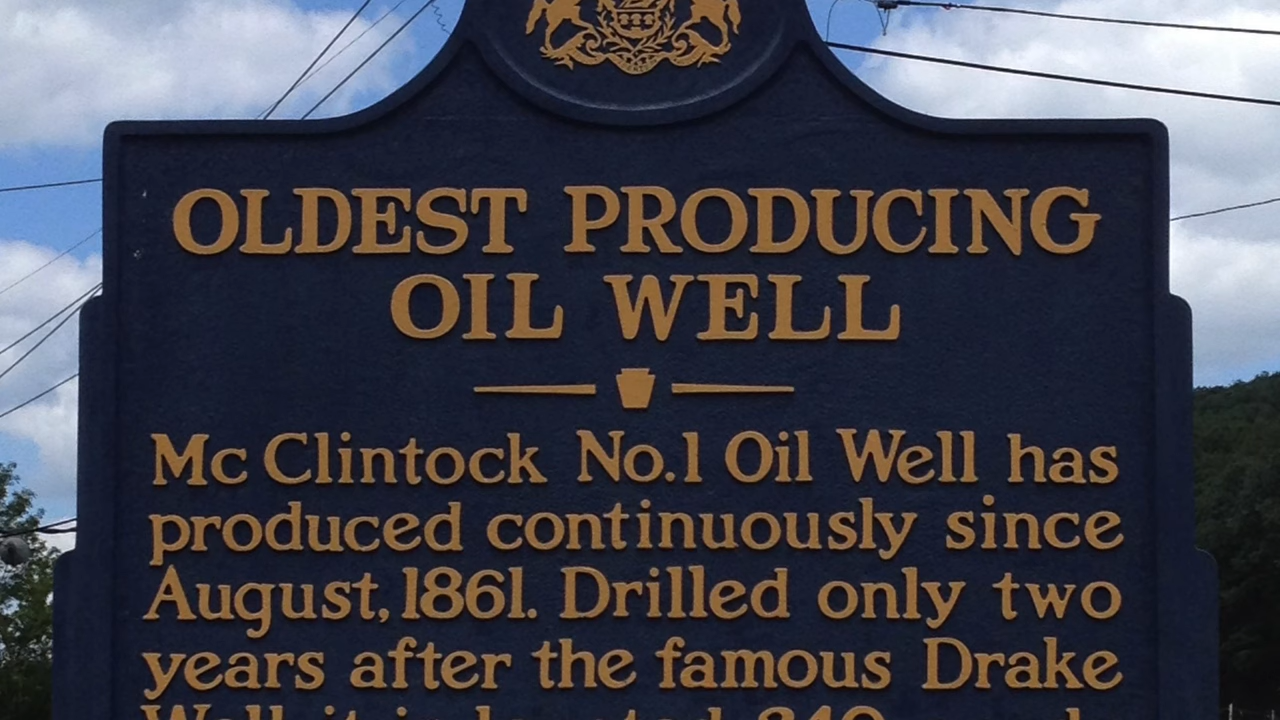 OLDEST PRODUCING
OIL WELL
Mc Clintock No.1 Oil Well has
produced continuously since
August, 1861. Drilled only two
years after the famous Drake